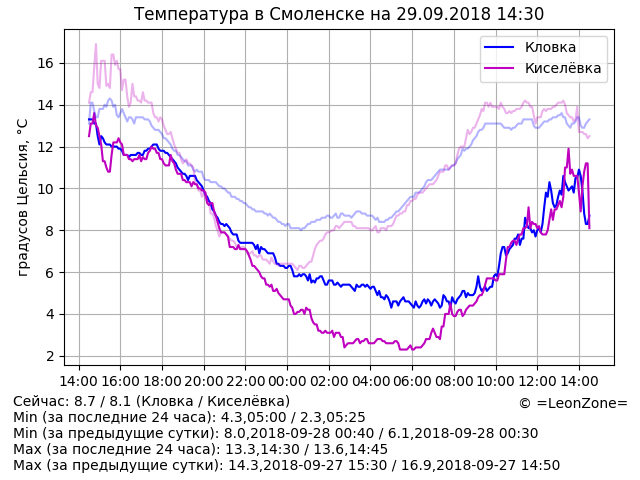 Температура в Смоленске на 29.09.2018 14:30
Кловка
Киселёвка
градусов Цельсия, °C
16
14
12
10
8
6
4
2
14:00 16:00 18:00 20:00 22:00 00:00 02:00 04:00 06:00 08:00 10:00 12:00 14:00
Сейчас: 8.7 / 8.1 (Кловка / Киселёвка)
© =LeonZone=
Min (за последние 24 часа): 4.3,05:00 / 2.3,05:25
Min (за предыдущие сутки): 8.0,2018-09-28 00:40 / 6.1,2018-09-28 00:30
Max (за последние 24 часа): 13.3,14:30 / 13.6,14:45
Max (за предыдущие сутки): 14.3,2018-09-27 15:30 / 16.9,2018-09-27 14:50